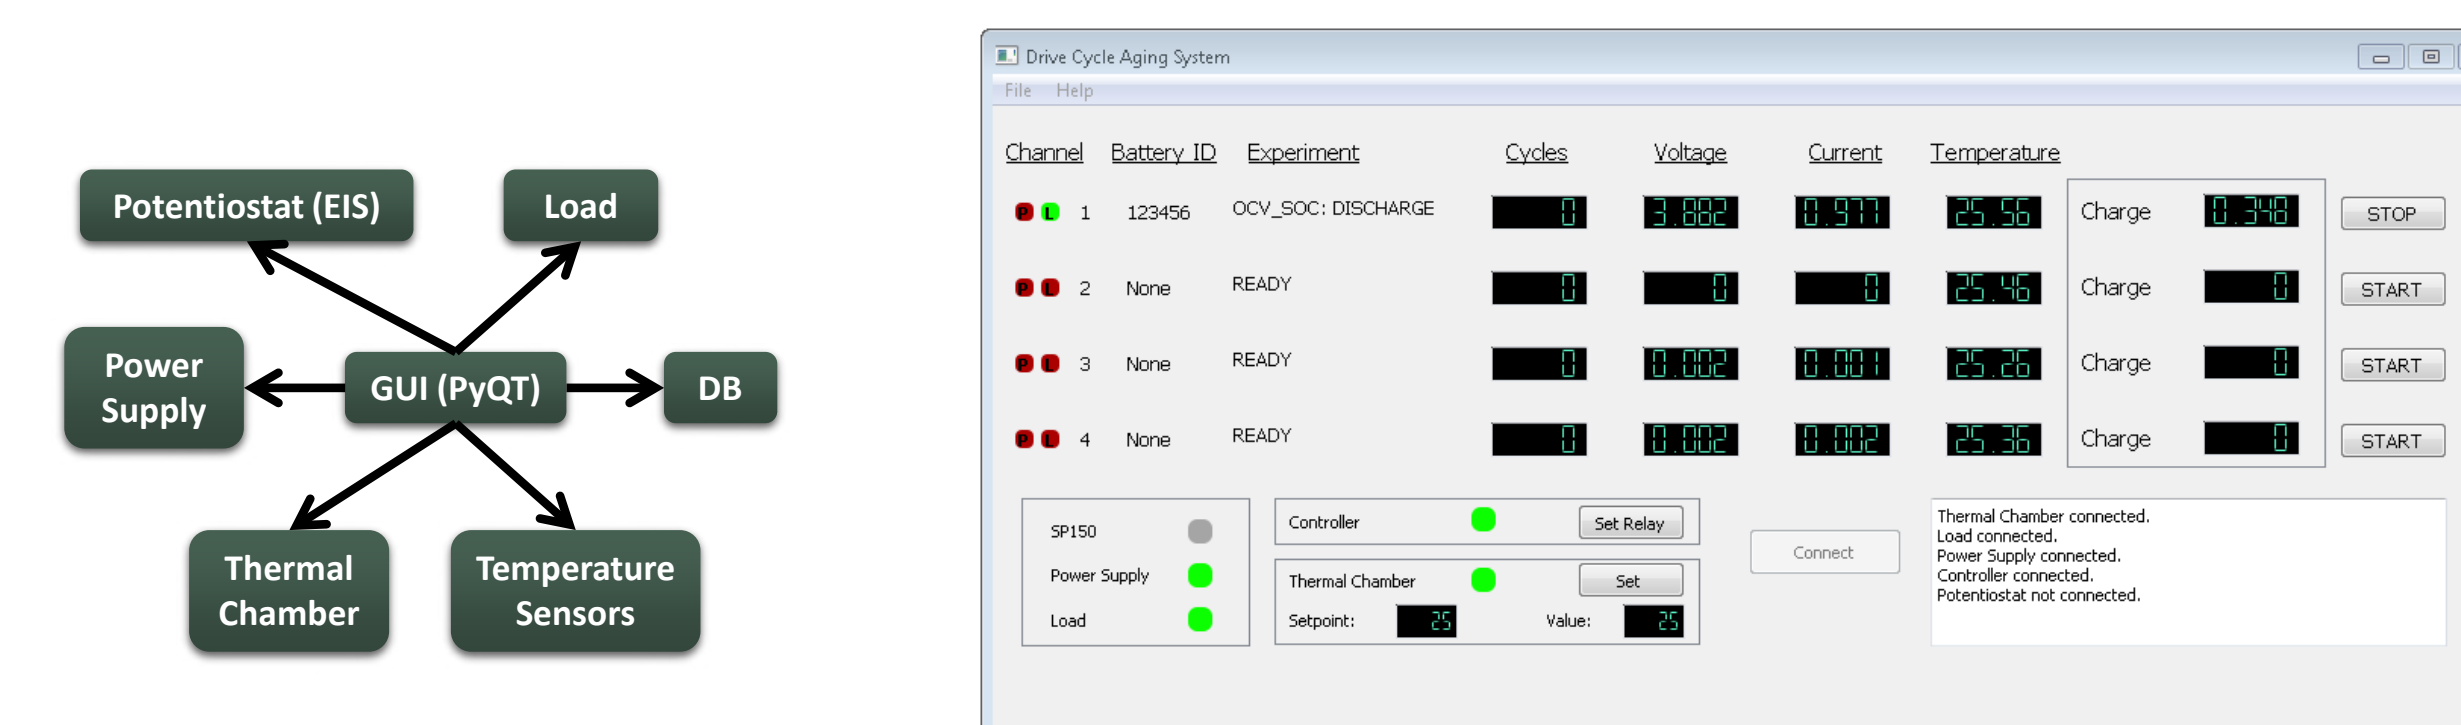 Potentiostat (EIS)
Load
Power
Supply
GUI (PyQT)
DB
Thermal
Chamber
Temperature
Sensors
Drive Cycle Aging System
File Help
Channel Battery ID Experiment Cycles Voltage Current Temperature
P L 1 123456 OCV_SOC: DISCHARGE 0 3.882 0.977 25.56 Charge 0.348 STOP
P L 2 None READY 0 0 0 25.46 Charge 0 START
P L 3 None READY 0 0.002 0.001 25.26 Charge 0 START
P L 4 None READY 0 0.002 0.002 25.36 Charge 0 START
SP150
Power Supply
Load
Controller Set Relay
Thermal Chamber Set
Setpoint: 25 Value: 25
Connect
Thermal Chamber connected.
Load connected.
Power Supply connected.
Controller connected.
Potentiostat not connected.